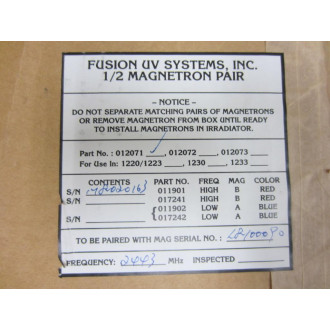 FUSION UV SYSTEMS, INC.
1/2 MAGNETRON PAIR
– NOTICE –
DO NOT SEPARATE MATCHING PAIRS OF MAGNETRONS
OR REMOVE MAGNETRON FROM BOX UNTIL READY
TO INSTALL MAGNETRONS IN IRRADIATOR.
Part No.: 012071 ✓, 012072 , 012073
For Use In: 1220/1223 , 1230 , 1233
CONTENTS PART NO. FREQ MAG COLOR
S/N 011901 HIGH B RED
017241 HIGH B RED
S/N 011902 LOW A BLUE
017242 LOW A BLUE
TO BE PAIRED WITH MAG SERIAL NO.:
FREQUENCY: 2443 MHz INSPECTED